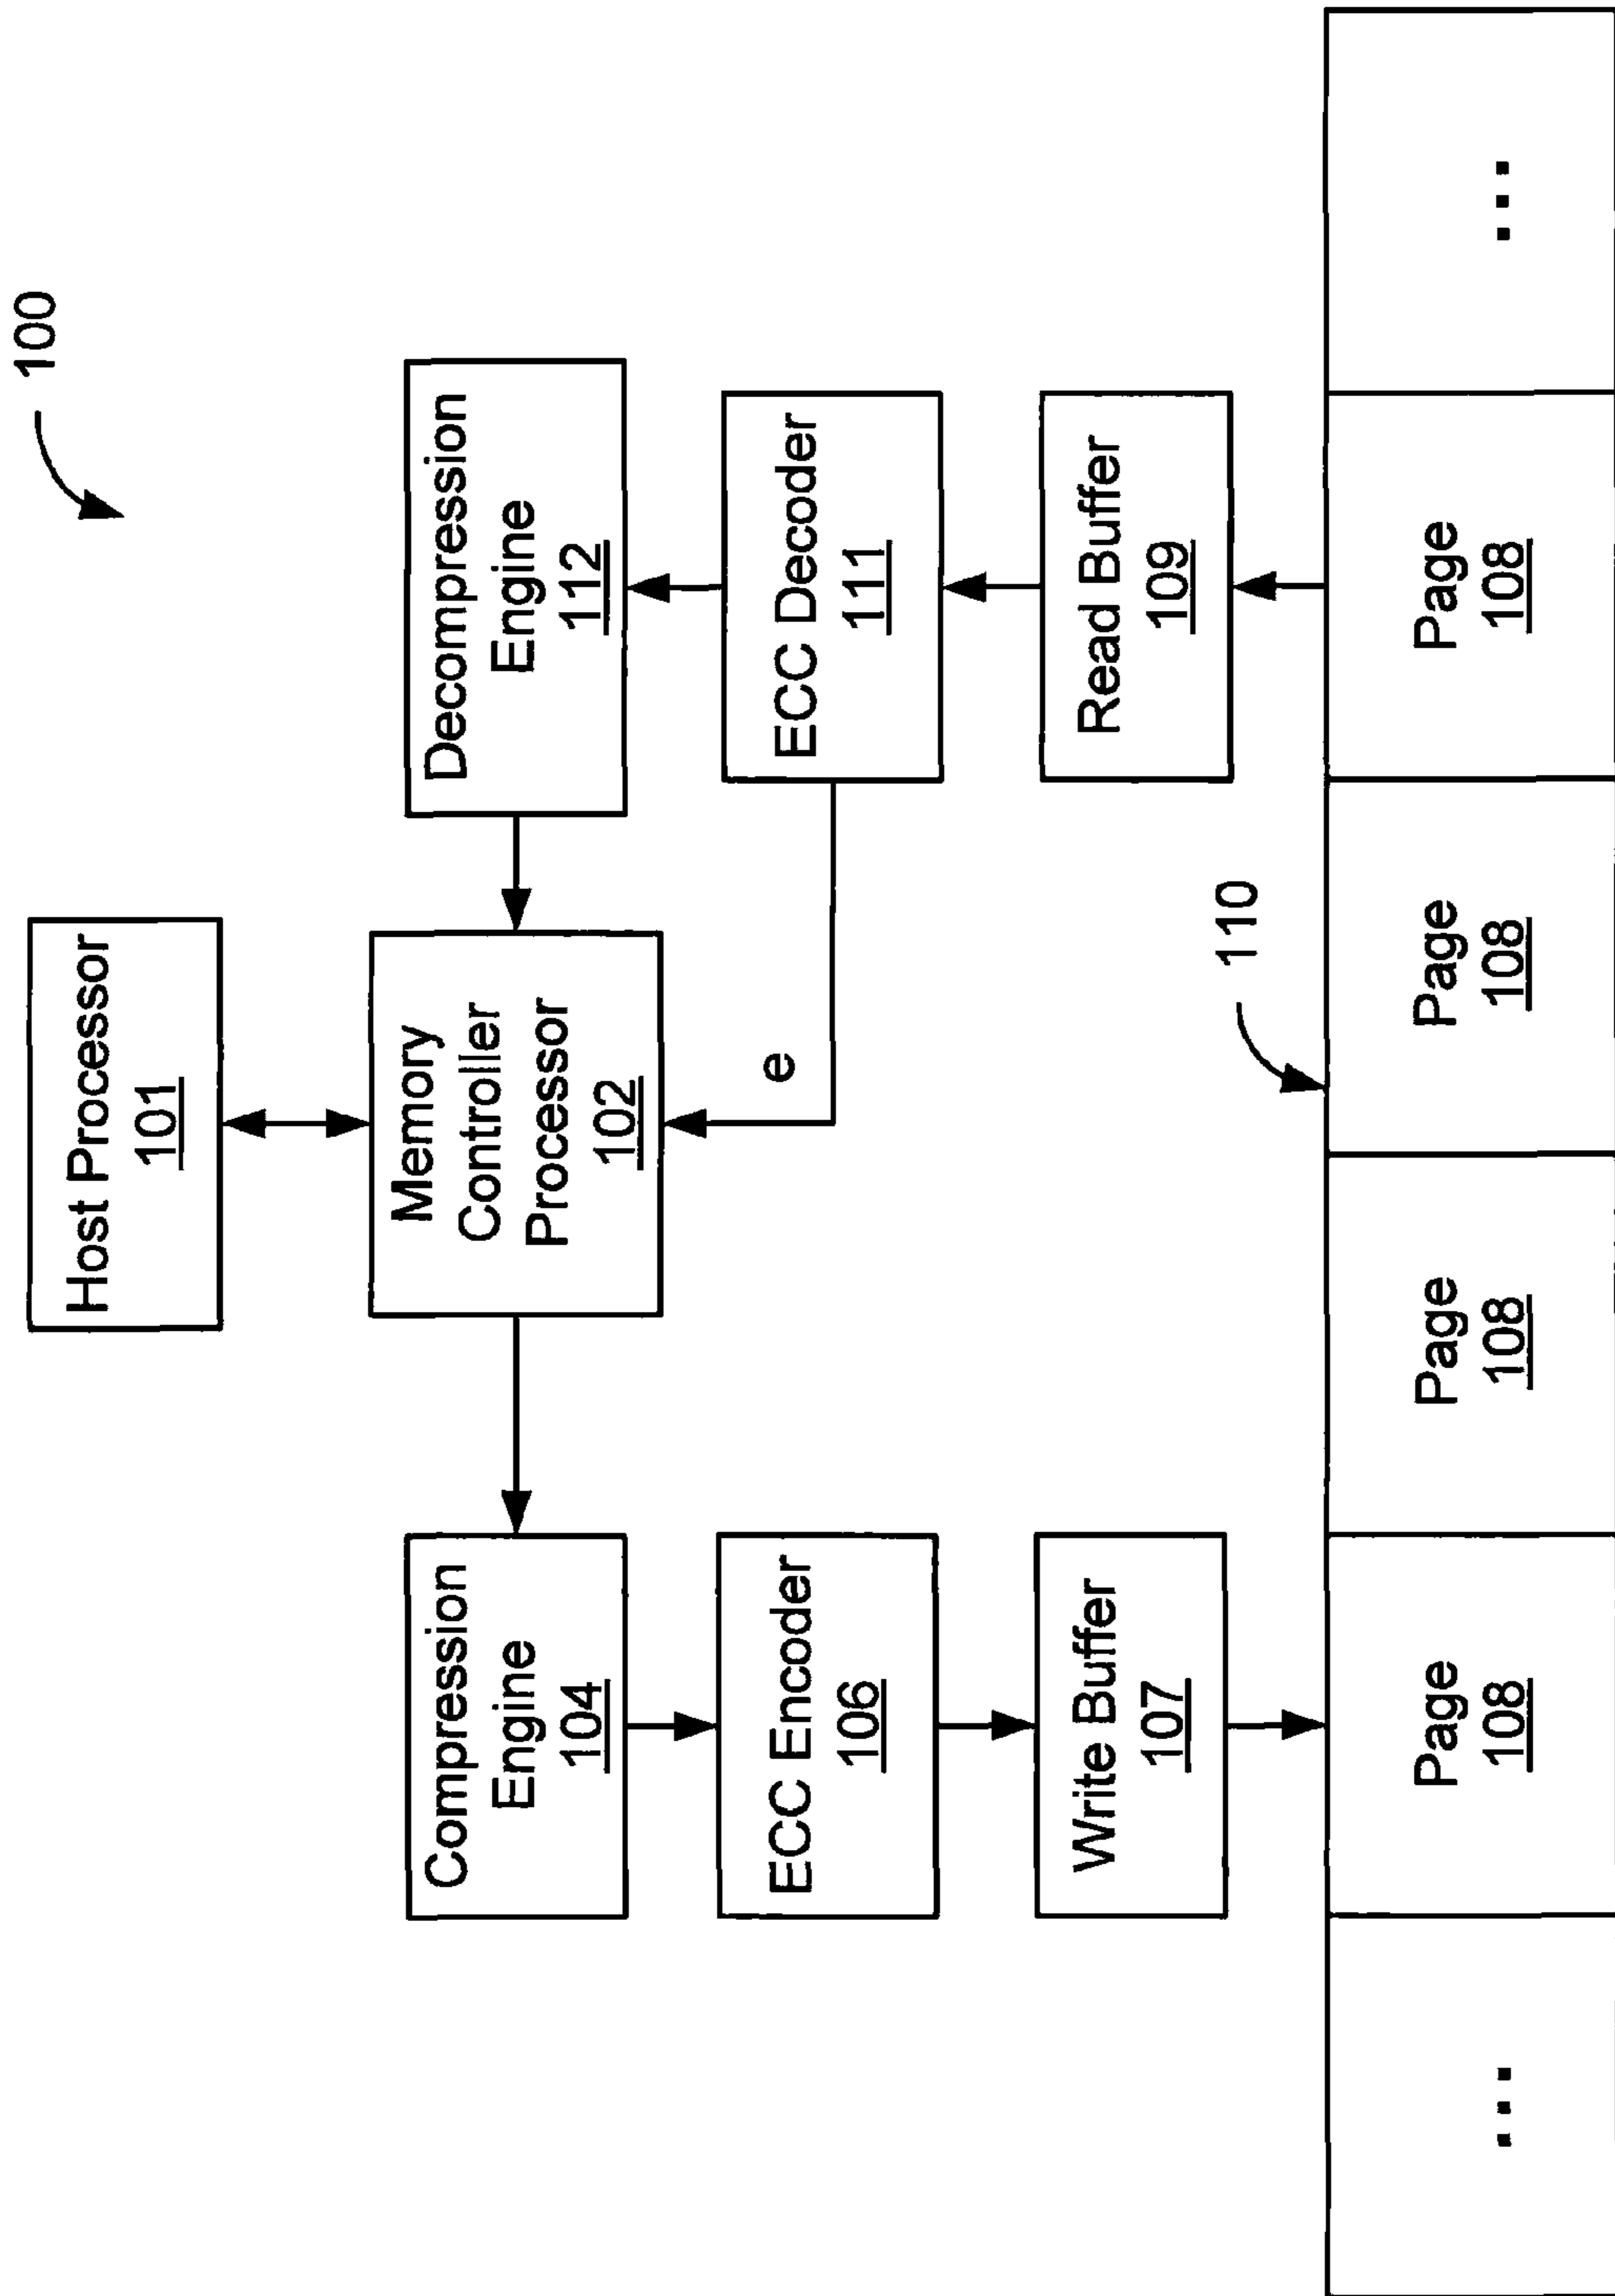 100
Host Processor
101
Memory
Controller
Processor
102
Compression
Engine
104
Decompression
Engine
112
ECC Encoder
106
ECC Decoder
111
e
Write Buffer
107
Read Buffer
109
110
...
Page
108
Page
108
Page
108
Page
108
...